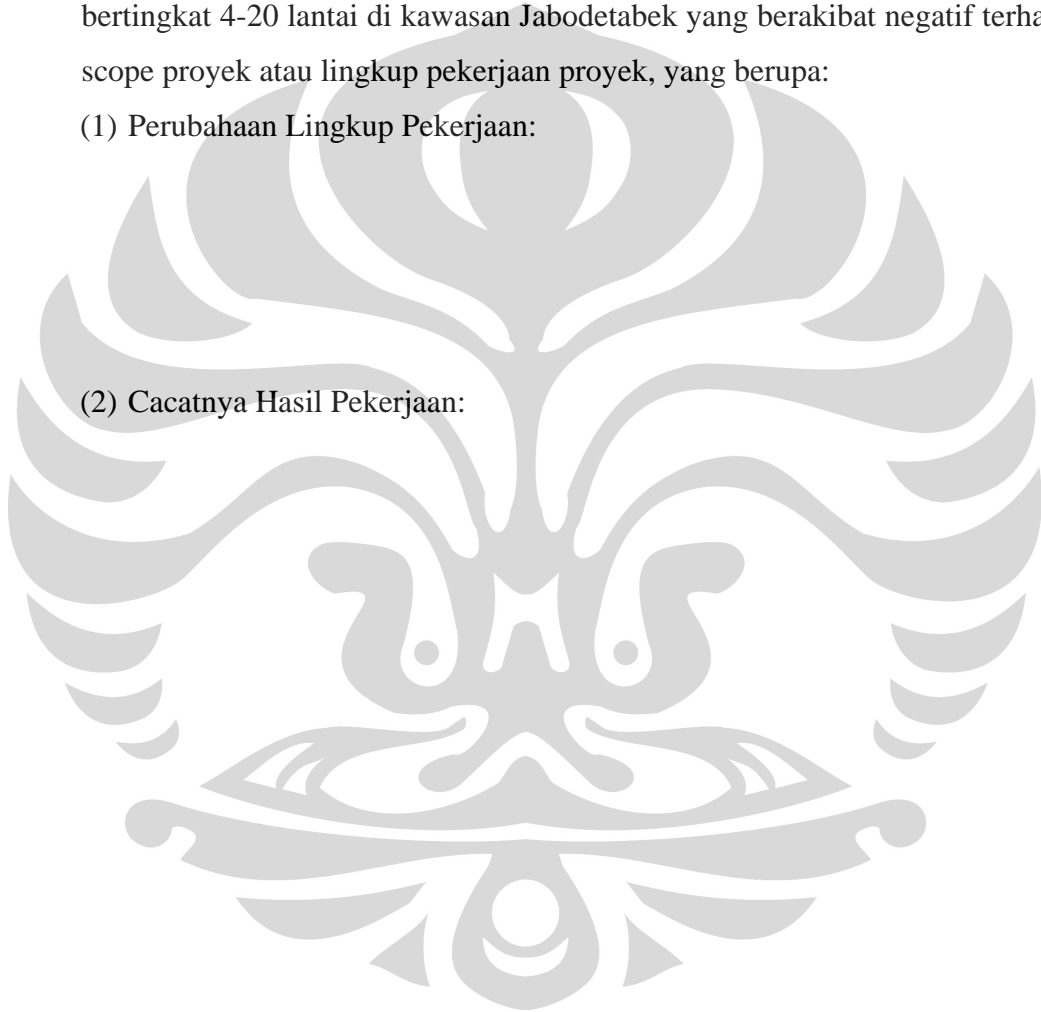 bertingkat 4-20 lantai di kawasan Jabodetabek yang berakibat negatif
scope proyek atau lingkup pekerjaan proyek, yang berupa:
(1) Perubahaan Lingkup Pekerjaan:
(2) Cacatnya Hasil Pekerjaan: